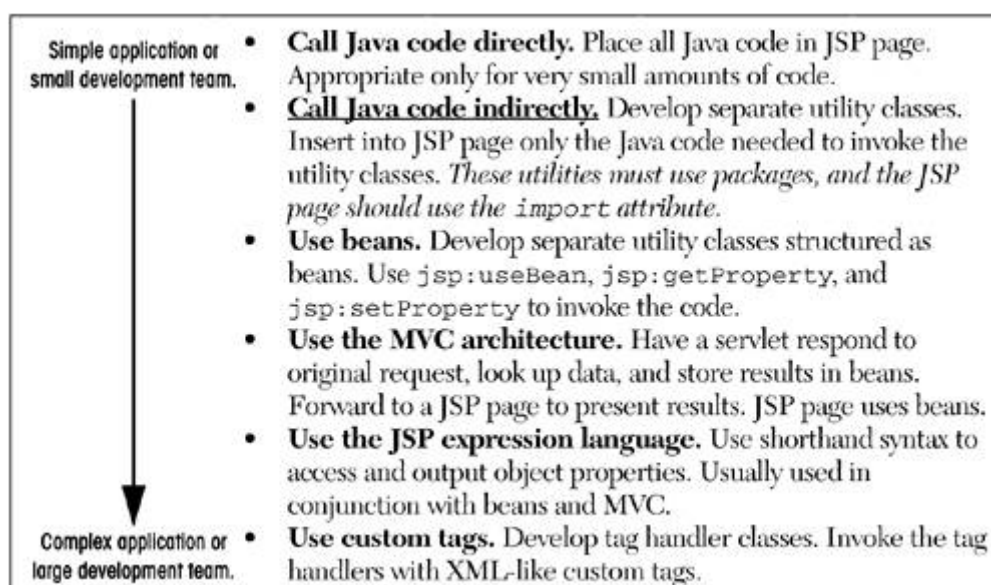 Simple application or
small development team.
• Call Java code directly. Place all Java code in JSP page.
Appropriate only for very small amounts of code.
• Call Java code indirectly. Develop separate utility classes.
Insert into JSP page only the Java code needed to invoke the
utility classes. These utilities must use packages, and the JSP
page should use the import attribute.
• Use beans. Develop separate utility classes structured as
beans. Use jsp:useBean, jsp:getProperty, and
jsp:setProperty to invoke the code.
• Use the MVC architecture. Have a servlet respond to
original request, look up data, and store results in beans.
Forward to a JSP page to present results. JSP page uses beans.
• Use the JSP expression language. Use shorthand syntax to
access and output object properties. Usually used in
conjunction with beans and MVC.
Complex application or
large development team.
• Use custom tags. Develop tag handler classes. Invoke the tag
handlers with XML-like custom tags.